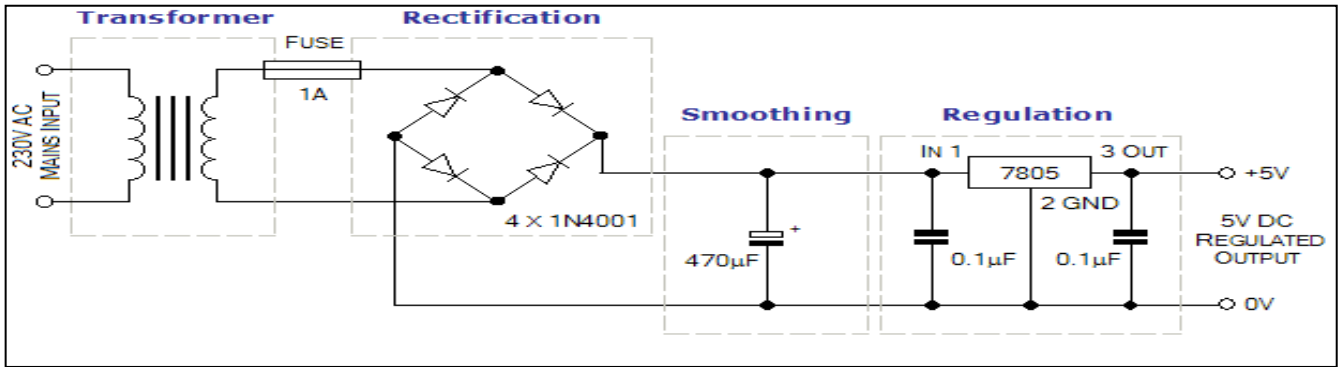 Transformer
Rectification
FUSE
1A
230V AC
MAINS INPUT
4 X 1N4001
Smoothing
+
470µF
Regulation
IN 1
7805
3 OUT
2 GND
0.1µF
0.1µF
+5V
5V DC
REGULATED
OUTPUT
0V